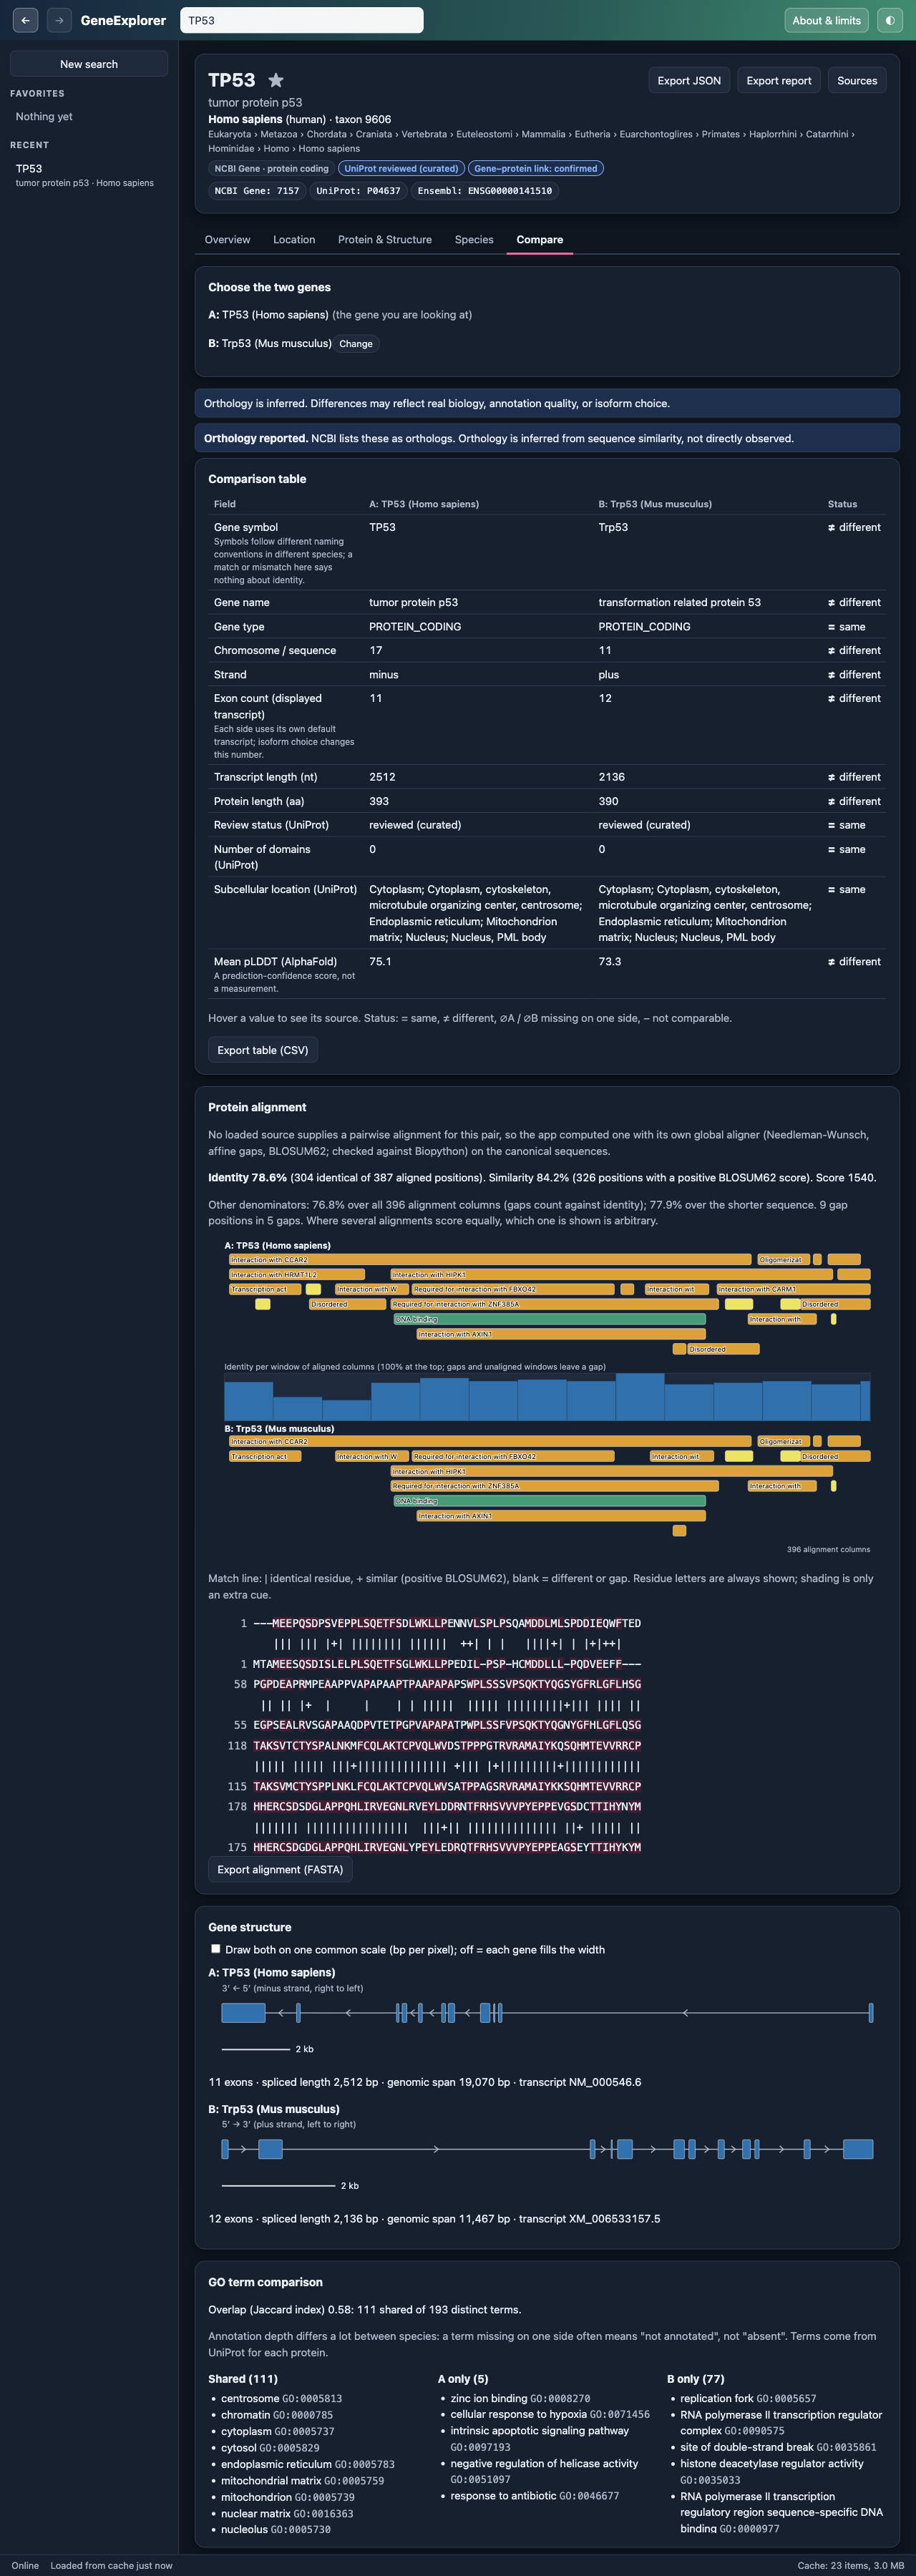 ← → GeneExplorer TP53 About & limits
New search
FAVORITES
Nothing yet
RECENT
TP53
tumor protein p53 · Homo sapiens
TP53 ★ Export JSON Export report Sources
tumor protein p53
Homo sapiens (human) · taxon 9606
Eukaryota › Metazoa › Chordata › Craniata › Vertebrata › Euteleostomi › Mammalia › Eutheria › Euarchontoglires › Primates › Haplorrhini › Catarrhini ›
Hominidae › Homo › Homo sapiens
NCBI Gene · protein coding UniProt reviewed (curated) Gene–protein link: confirmed
NCBI Gene: 7157 UniProt: P04637 Ensembl: ENSG00000141510
Overview Location Protein & Structure Species Compare
Choose the two genes
A: TP53 (Homo sapiens) (the gene you are looking at)
B: Trp53 (Mus musculus) Change
Orthology is inferred. Differences may reflect real biology, annotation quality, or isoform choice.
Orthology reported. NCBI lists these as orthologs. Orthology is inferred from sequence similarity, not directly observed.
Comparison table
Field A: TP53 (Homo sapiens) B: Trp53 (Mus musculus) Status
Gene symbol TP53 Trp53 ≠ different
Symbols follow different naming
conventions in different species; a
match or mismatch here says
nothing about identity.
Gene name tumor protein p53 transformation related protein 53 ≠ different
Gene type PROTEIN_CODING PROTEIN_CODING = same
Chromosome / sequence 17 11 ≠ different
Strand minus plus ≠ different
Exon count (displayed 11 12 ≠ different
transcript)
Each side uses its own default
transcript; isoform choice changes
this number.
Transcript length (nt) 2512 2136 ≠ different
Protein length (aa) 393 390 ≠ different
Review status (UniProt) reviewed (curated) reviewed (curated) = same
Number of domains 0 0 = same
(UniProt)
Subcellular location (UniProt) Cytoplasm; Cytoplasm, cytoskeleton, Cytoplasm; Cytoplasm, cytoskeleton, = same
microtubule organizing center, centrosome; microtubule organizing center, centrosome;
Endoplasmic reticulum; Mitochondrion Endoplasmic reticulum; Mitochondrion
matrix; Nucleus; Nucleus, PML body matrix; Nucleus; Nucleus, PML body
Mean pLDDT (AlphaFold) 75.1 73.3 ≠ different
A prediction-confidence score, not
a measurement.
Hover a value to see its source. Status: = same, ≠ different, ∅A / ∅B missing on one side, – not comparable.
Export table (CSV)
Protein alignment
No loaded source supplies a pairwise alignment for this pair, so the app computed one with its own global aligner (Needleman-Wunsch,
affine gaps, BLOSUM62; checked against Biopython) on the canonical sequences.
Identity 78.6% (304 identical of 387 aligned positions). Similarity 84.2% (326 positions with a positive BLOSUM62 score). Score 1540.
Other denominators: 76.8% over all 396 alignment columns (gaps count against identity); 77.9% over the shorter sequence. 9 gap
positions in 5 gaps. Where several alignments score equally, which one is shown is arbitrary.
A: TP53 (Homo sapiens)
Interaction with CCAR2 Oligomerizat
Interaction with HRMT1L2 Interaction with HIPK1
Transcription act Interaction with W Required for interaction with FBXO42 Interaction wit Interaction with CARM1
Disordered Required for interaction with ZNF385A Disordered
DNA binding Interaction with
Interaction with AXIN1
Disordered
Identity per window of aligned columns (100% at the top; gaps and unaligned windows leave a gap)
B: Trp53 (Mus musculus)
Interaction with CCAR2 Oligomerizat
Transcription act Interaction with W Required for interaction with FBXO42 Interaction wit Disordered
Interaction with HIPK1
Required for interaction with ZNF385A Interaction with
DNA binding
Interaction with AXIN1
396 alignment columns
Match line: | identical residue, + similar (positive BLOSUM62), blank = different or gap. Residue letters are always shown; shading is only
an extra cue.
1 ---MEEPQSDPSVEPPLSQETFSDLWKLLPENNVLSPLPSQAMDDLMLSPDDIEQWFTED
||| ||| |+| |||||||| |||||| ++| | | ||||+| | |+|++|
1 MTAMEESQSDISLELPLSQETFSGLWKLLPPEDIL-PSP-HCMDDLLL-PQDVEEFF---
58 PGPDEAPRMPEAAPPVAPAPAAPTPAAPAPAPSWPLSSSVPSQKTYQGSYGFRLGFLHSG
|| || |+ | | | | ||||| ||||| |||||||||+||| |||| ||
55 EGPSEALRVSGAPAAQDPVTETPGPVAPAPATPWPLSSFVPSQKTYQGNYGFHLGFLQSG
118 TAKSVTCTYSPALNKMFCQLAKTCPVQLWVDSTPPPGTRVRAMAIYKQSQHMTEVVRRCP
||||| ||||| |||+|||||||||||||| +||| |+|||||||||+||||||||||||
115 TAKSVMCTYSPPLNKLFCQLAKTCPVQLWVSATPPAGSRVRAMAIYKKSQHMTEVVRRCP
178 HHERCSDSDGLAPPQHLIRVEGNLRVEYLDDRNTFRHSVVVPYEPPEVGSDCTTIHYNYM
||||||| |||||||||||||||| |||+|| |||||||||||||| ||+ ||||| ||
175 HHERCSDGDGLAPPQHLIRVEGNLYPEYLEDRQTFRHSVVVPYEPPEAGSEYTTIHYKYM
Export alignment (FASTA)
Gene structure
Draw both on one common scale (bp per pixel); off = each gene fills the width
A: TP53 (Homo sapiens)
3′ ← 5′ (minus strand, right to left)
2 kb
11 exons · spliced length 2,512 bp · genomic span 19,070 bp · transcript NM_000546.6
B: Trp53 (Mus musculus)
5′ → 3′ (plus strand, left to right)
2 kb
12 exons · spliced length 2,136 bp · genomic span 11,467 bp · transcript XM_006533157.5
GO term comparison
Overlap (Jaccard index) 0.58: 111 shared of 193 distinct terms.
Annotation depth differs a lot between species: a term missing on one side often means "not annotated", not "absent". Terms come from
UniProt for each protein.
Shared (111)
• centrosome GO:0005813
• chromatin GO:0000785
• cytoplasm GO:0005737
• cytosol GO:0005829
• endoplasmic reticulum GO:0005783
• mitochondrial matrix GO:0005759
• mitochondrion GO:0005739
• nuclear matrix GO:0016363
• nucleolus GO:0005730
A only (5)
• zinc ion binding GO:0008270
• cellular response to hypoxia GO:0071456
• intrinsic apoptotic signaling pathway
GO:0097193
• negative regulation of helicase activity
GO:0051097
• response to antibiotic GO:0046677
B only (77)
• replication fork GO:0005657
• RNA polymerase II transcription regulator
complex GO:0090575
• site of double-strand break GO:0035861
• histone deacetylase regulator activity
GO:0035033
• RNA polymerase II transcription
regulatory region sequence-specific DNA
binding GO:0000977
Online Loaded from cache just now Cache: 23 items, 3.0 MB